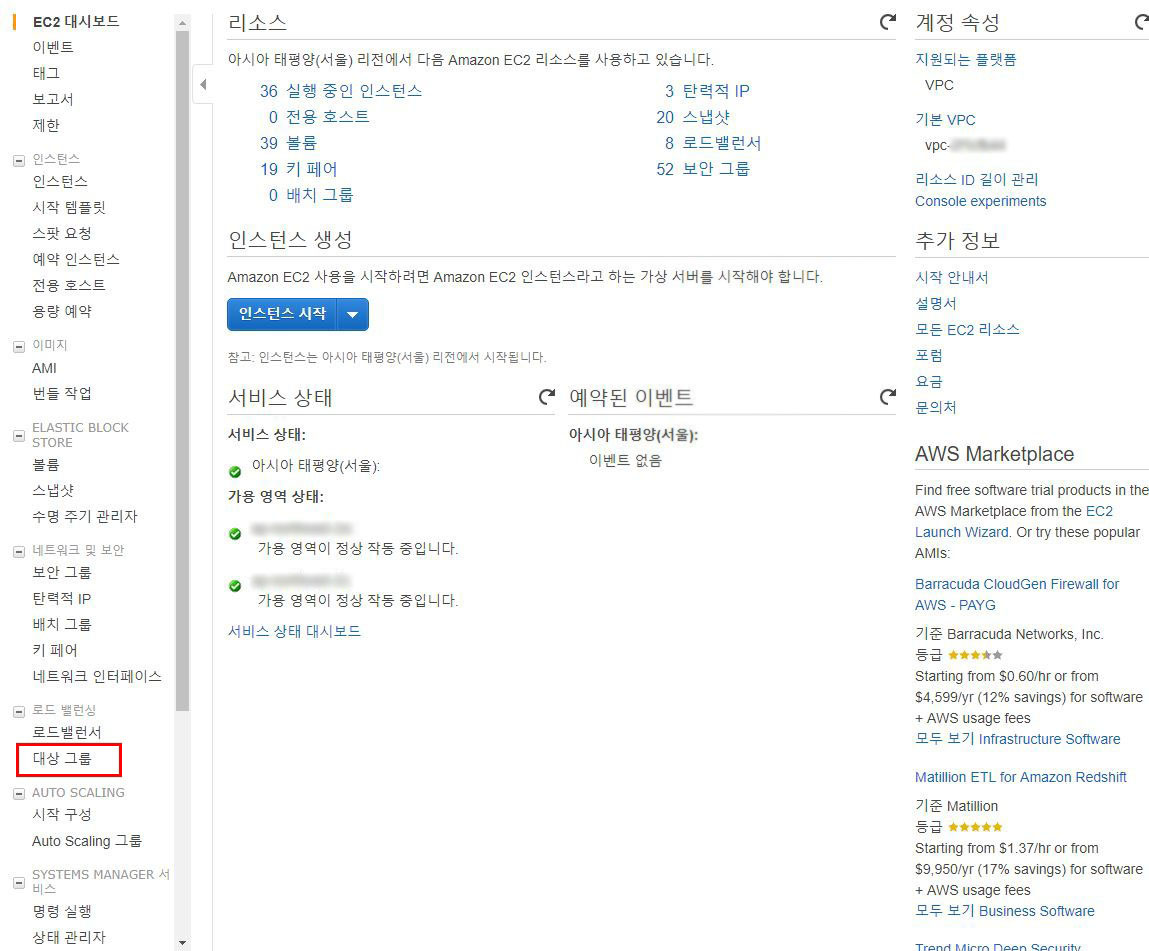 EC2 대시보드
이벤트
태그
보고서
제한
인스턴스
인스턴스
시작 템플릿
스팟 요청
예약 인스턴스
전용 호스트
용량 예약
이미지
AMI
번들 작업
ELASTIC BLOCK
STORE
볼륨
스냅샷
수명 주기 관리자
네트워크 및 보안
보안 그룹
탄력적 IP
배치 그룹
키 페어
네트워크 인터페이스
로드 밸런싱
로드밸런서
대상 그룹
AUTO SCALING
시작 구성
Auto Scaling 그룹
SYSTEMS MANAGER 서
비스
명령 실행
상태 관리자
리소스
아시아 태평양(서울) 리전에서 다음 Amazon EC2 리소스를 사용하고 있습니다.
36 실행 중인 인스턴스
0 전용 호스트
39 볼륨
19 키 페어
0 배치 그룹
3 탄력적 IP
20 스냅샷
8 로드밸런서
52 보안 그룹
인스턴스 생성
Amazon EC2 사용을 시작하려면 Amazon EC2 인스턴스라고 하는 가상 서버를 시작해야 합니다.
인스턴스 시작
참고: 인스턴스는 아시아 태평양(서울) 리전에서 시작됩니다.
서비스 상태
서비스 상태:
아시아 태평양(서울):
가용 영역 상태:
가용 영역이 정상 작동 중입니다.
가용 영역이 정상 작동 중입니다.
서비스 상태 대시보드
예약된 이벤트
아시아 태평양(서울):
이벤트 없음
계정 속성
지원되는 플랫폼
VPC
기본 VPC
vpc-
리소스 ID 길이 관리
Console experiments
추가 정보
시작 안내서
설명서
모든 EC2 리소스
포럼
요금
문의처
AWS Marketplace
Find free software trial products in the
AWS Marketplace from the EC2
Launch Wizard. Or try these popular
AMIs:
Barracuda CloudGen Firewall for
AWS - PAYG
기준 Barracuda Networks, Inc.
등급
Starting from $0.60/hr or from
$4,599/yr (12% savings) for software
+ AWS usage fees
모두 보기 Infrastructure Software
Matillion ETL for Amazon Redshift
기준 Matillion
등급
Starting from $1.37/hr or from
$9,950/yr (17% savings) for software
+ AWS usage fees
모두 보기 Business Software
Trend Micro Deep Security